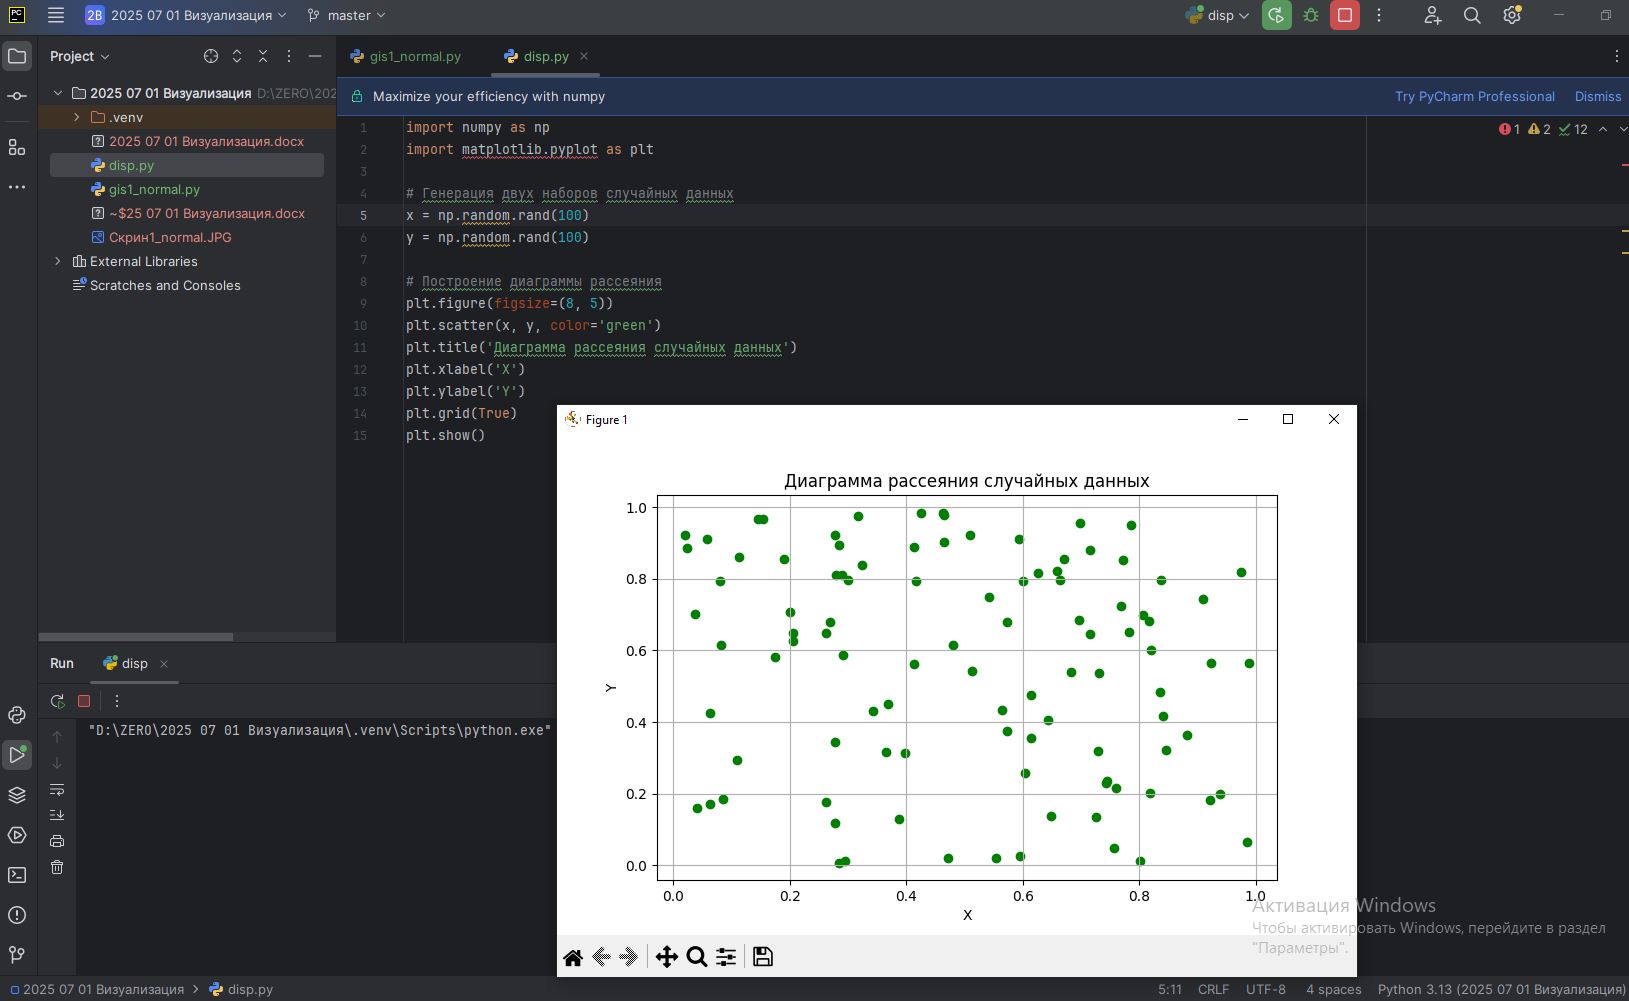 PC
2B 2025 07 01 Визуализация
master
disp
Project
gis1_normal.py
disp.py
2025 07 01 Визуализация D:\ZERO\202
Maximize your efficiency with numpy
Try PyCharm Professional
Dismiss
.venv
2025 07 01 Визуализация.docx
disp.py
gis1_normal.py
~$25 07 01 Визуализация.docx
Скрин1_normal.JPG
External Libraries
Scratches and Consoles
1 2 12
1 import numpy as np
2 import matplotlib.pyplot as plt
3
4 # Генерация двух наборов случайных данных
5 x = np.random.rand(100)
6 y = np.random.rand(100)
7
8 # Построение диаграммы рассеяния
9 plt.figure(figsize=(8, 5))
10 plt.scatter(x, y, color='green')
11 plt.title('Диаграмма рассеяния случайных данных')
12 plt.xlabel('X')
13 plt.ylabel('Y')
14 plt.grid(True)
15 plt.show()
Run
disp
"D:\ZERO\2025 07 01 Визуализация\.venv\Scripts\python.exe"
Figure 1
Диаграмма рассеяния случайных данных
1.0
0.8
0.6
Y
0.4
0.2
0.0
0.0 0.2 0.4 0.6 0.8 1.0
X
Активация Windows
Чтобы активировать Windows, перейдите в раздел
"Параметры".
2025 07 01 Визуализация
disp.py
5:11 CRLF UTF-8 4 spaces Python 3.13 (2025 07 01 Визуализация)